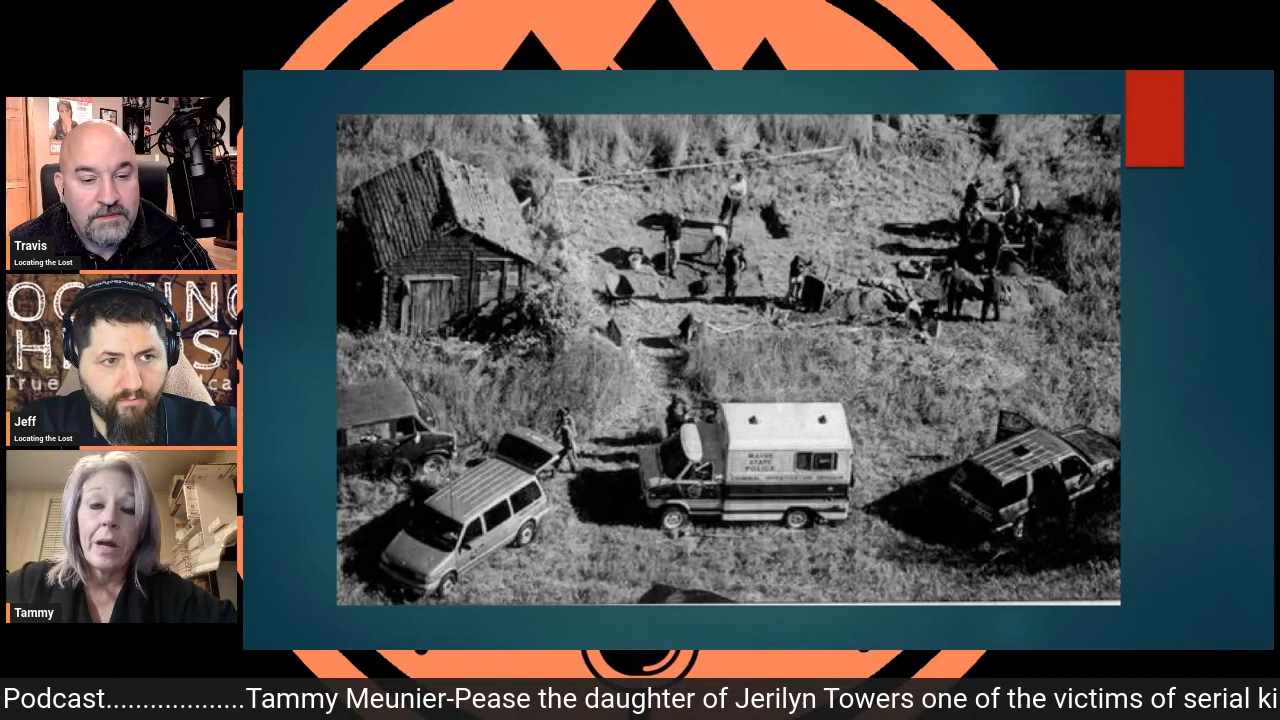 Travis
Locating the Lost
Jeff
Locating the Lost
Tammy
MAINE
STATE
POLICE
Podcast...................Tammy Meunier-Pease the daughter of Jerilyn Towers one of the victims of serial ki